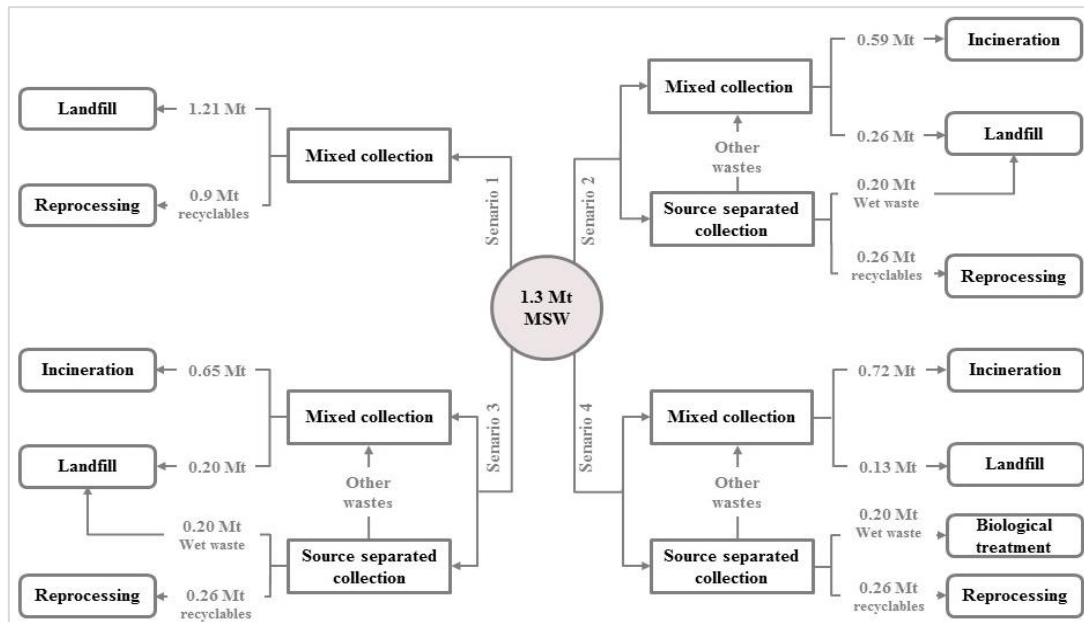 0.59 Mt
Incineration
Mixed collection
Landfill
1.21 Mt
Other
wastes
0.26 Mt
Landfill
Mixed collection
Senario 1
Senario 2
0.20 Mt
Wet waste
Reprocessing
0.9 Mt
recyclables
Source separated
collection
0.26 Mt
recyclables
Reprocessing
1.3 Mt
MSW
Incineration
0.65 Mt
Mixed collection
Senario 3
Landfill
0.20 Mt
Other
wastes
0.20 Mt
Wet waste
Source separated
collection
Reprocessing
0.26 Mt
recyclables
Senario 4
Mixed collection
0.72 Mt
Incineration
0.13 Mt
Landfill
Other
wastes
0.20 Mt
Wet waste
Biological
treatment
Source separated
collection
0.26 Mt
recyclables
Reprocessing